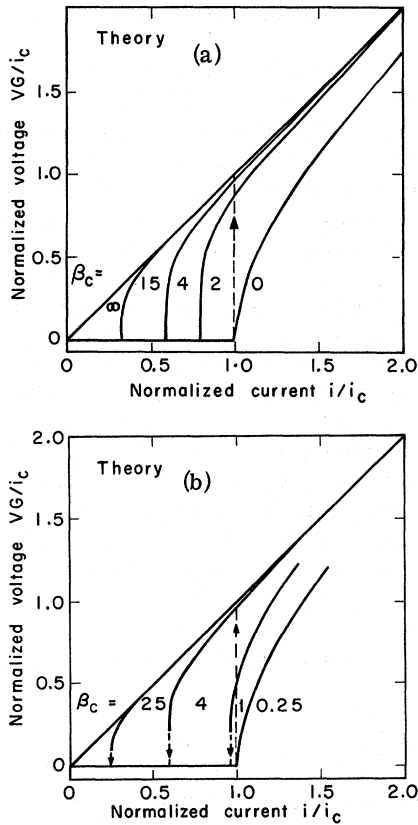 Theory (a)
Normalized voltage VG/ic
1.5
1.0
0.5
0
βc=
∞ 15 4 2 0
0 0.5 1.0 1.5 2.0
Normalized current i/ic
Theory (b)
Normalized voltage VG/ic
2.0
1.5
1.0
0.5
0
βc = 25 4 1 0.25
0 0.5 1.0 1.5 2.0
Normalized current i/ic